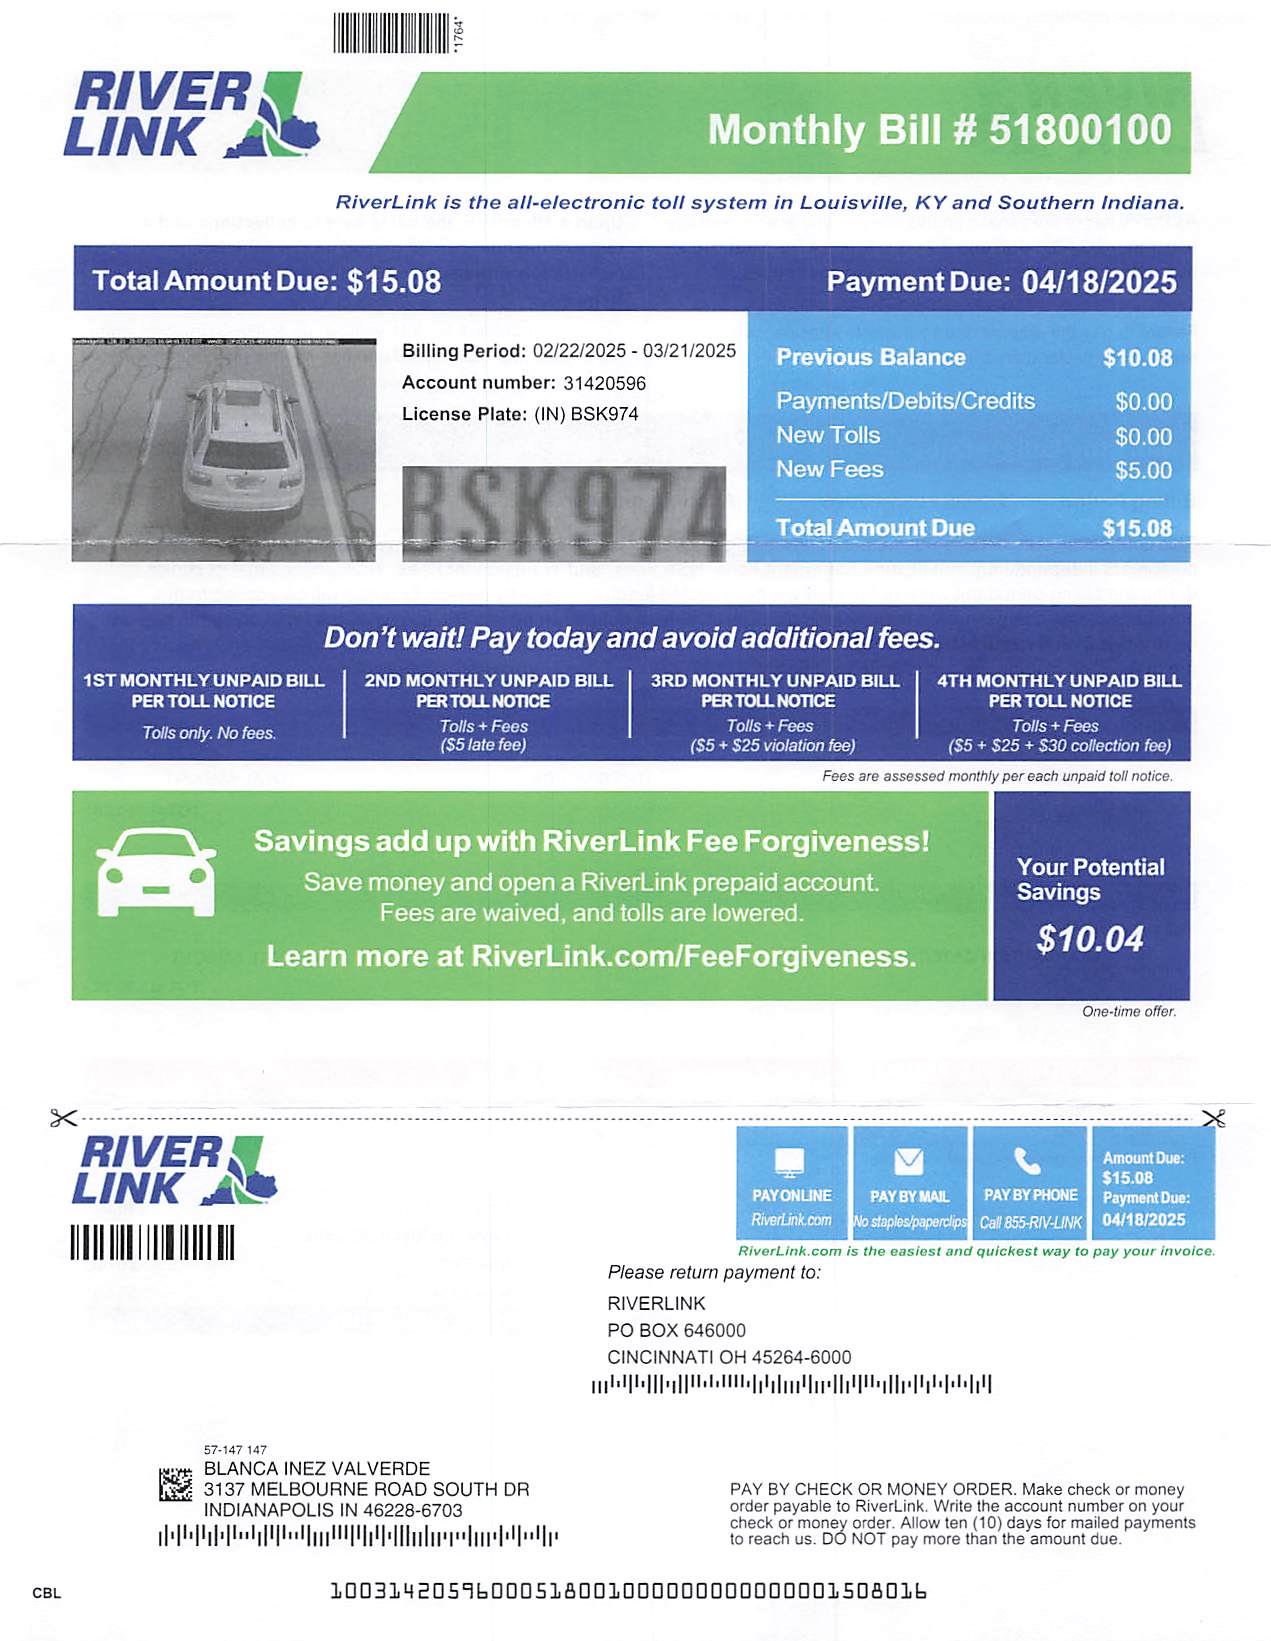 *1764*
RIVER
LINK
Monthly Bill # 51800100
RiverLink is the all-electronic toll system in Louisville, KY and Southern Indiana.
Total Amount Due: $15.08
Payment Due: 04/18/2025
Billing Period: 02/22/2025 - 03/21/2025
Account number: 31420596
License Plate: (IN) BSK974
BSK974
Previous Balance $10.08
Payments/Debits/Credits $0.00
New Tolls $0.00
New Fees $5.00
Total Amount Due $15.08
Don't wait! Pay today and avoid additional fees.
1ST MONTHLY UNPAID BILL
PER TOLL NOTICE
Tolls only. No fees.
2ND MONTHLY UNPAID BILL
PER TOLL NOTICE
Tolls + Fees
($5 late fee)
3RD MONTHLY UNPAID BILL
PER TOLL NOTICE
Tolls + Fees
($5 + $25 violation fee)
4TH MONTHLY UNPAID BILL
PER TOLL NOTICE
Tolls + Fees
($5 + $25 + $30 collection fee)
Fees are assessed monthly per each unpaid toll notice.
Savings add up with RiverLink Fee Forgiveness!
Save money and open a RiverLink prepaid account.
Fees are waived, and tolls are lowered.
Learn more at RiverLink.com/FeeForgiveness.
Your Potential
Savings
$10.04
One-time offer.
RIVER
LINK
PAY ONLINE
RiverLink.com
PAY BY MAIL
No staples/paperclips
PAY BY PHONE
Call 855-RIV-LINK
Amount Due:
$15.08
Payment Due:
04/18/2025
RiverLink.com is the easiest and quickest way to pay your invoice.
Please return payment to:
RIVERLINK
PO BOX 646000
CINCINNATI OH 45264-6000
57-147 147
BLANCA INEZ VALVERDE
3137 MELBOURNE ROAD SOUTH DR
INDIANAPOLIS IN 46228-6703
PAY BY CHECK OR MONEY ORDER. Make check or money
order payable to RiverLink. Write the account number on your
check or money order. Allow ten (10) days for mailed payments
to reach us. DO NOT pay more than the amount due.
CBL
1003142059600051800100000000000001508016